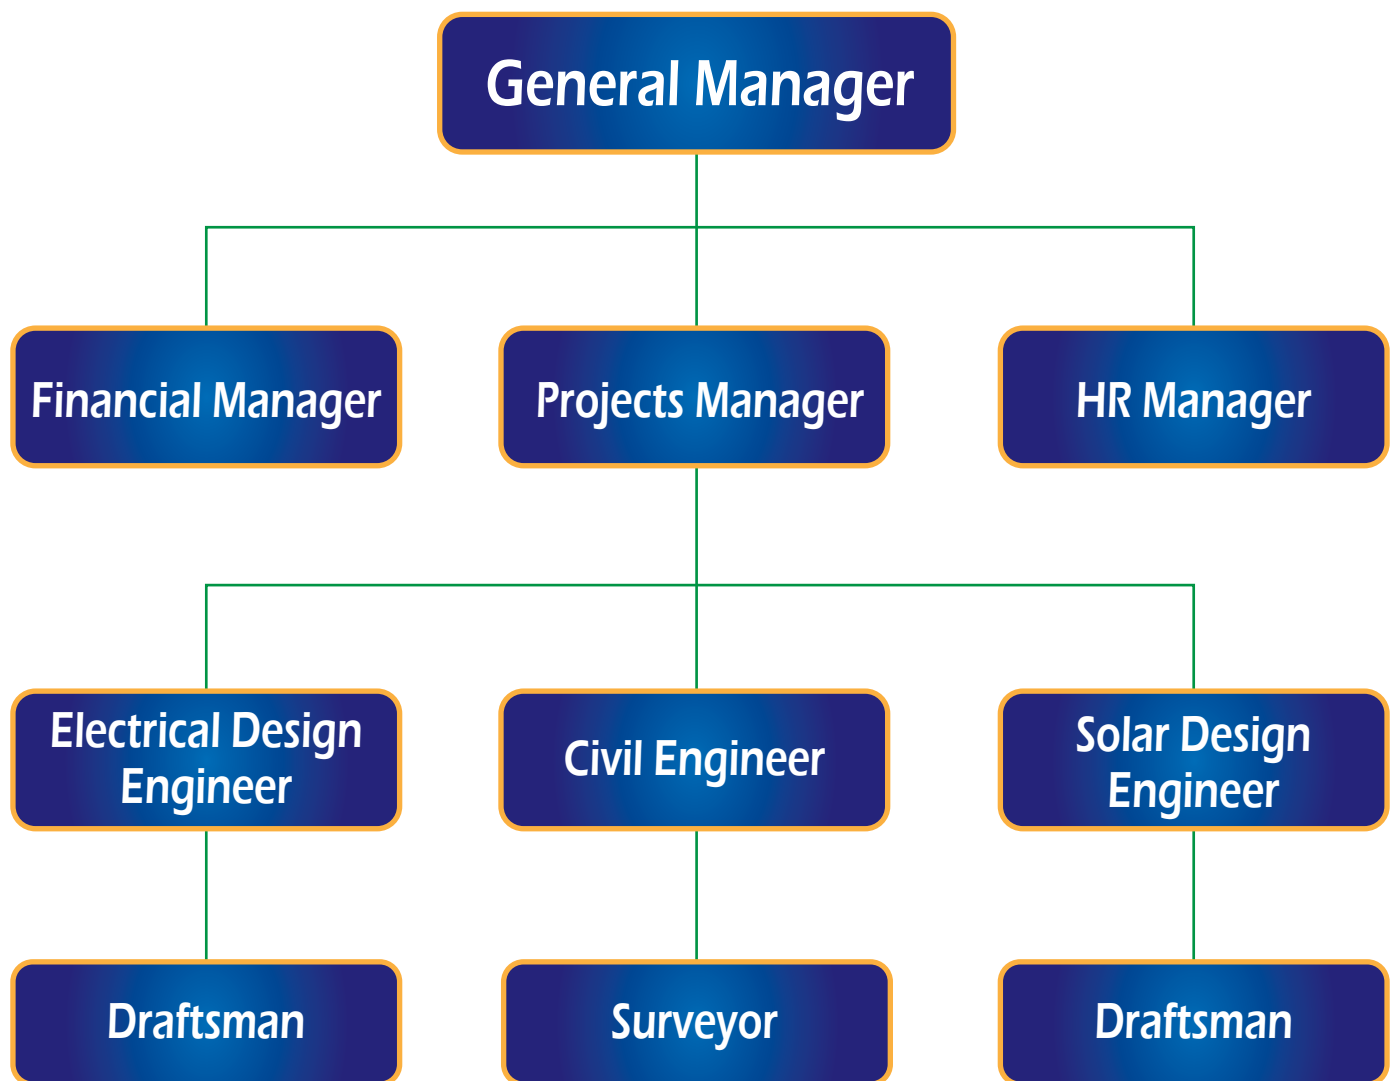 General Manager
Financial Manager
Projects Manager
HR Manager
Electrical Design
Engineer
Civil Engineer
Solar Design
Engineer
Draftsman
Surveyor
Draftsman